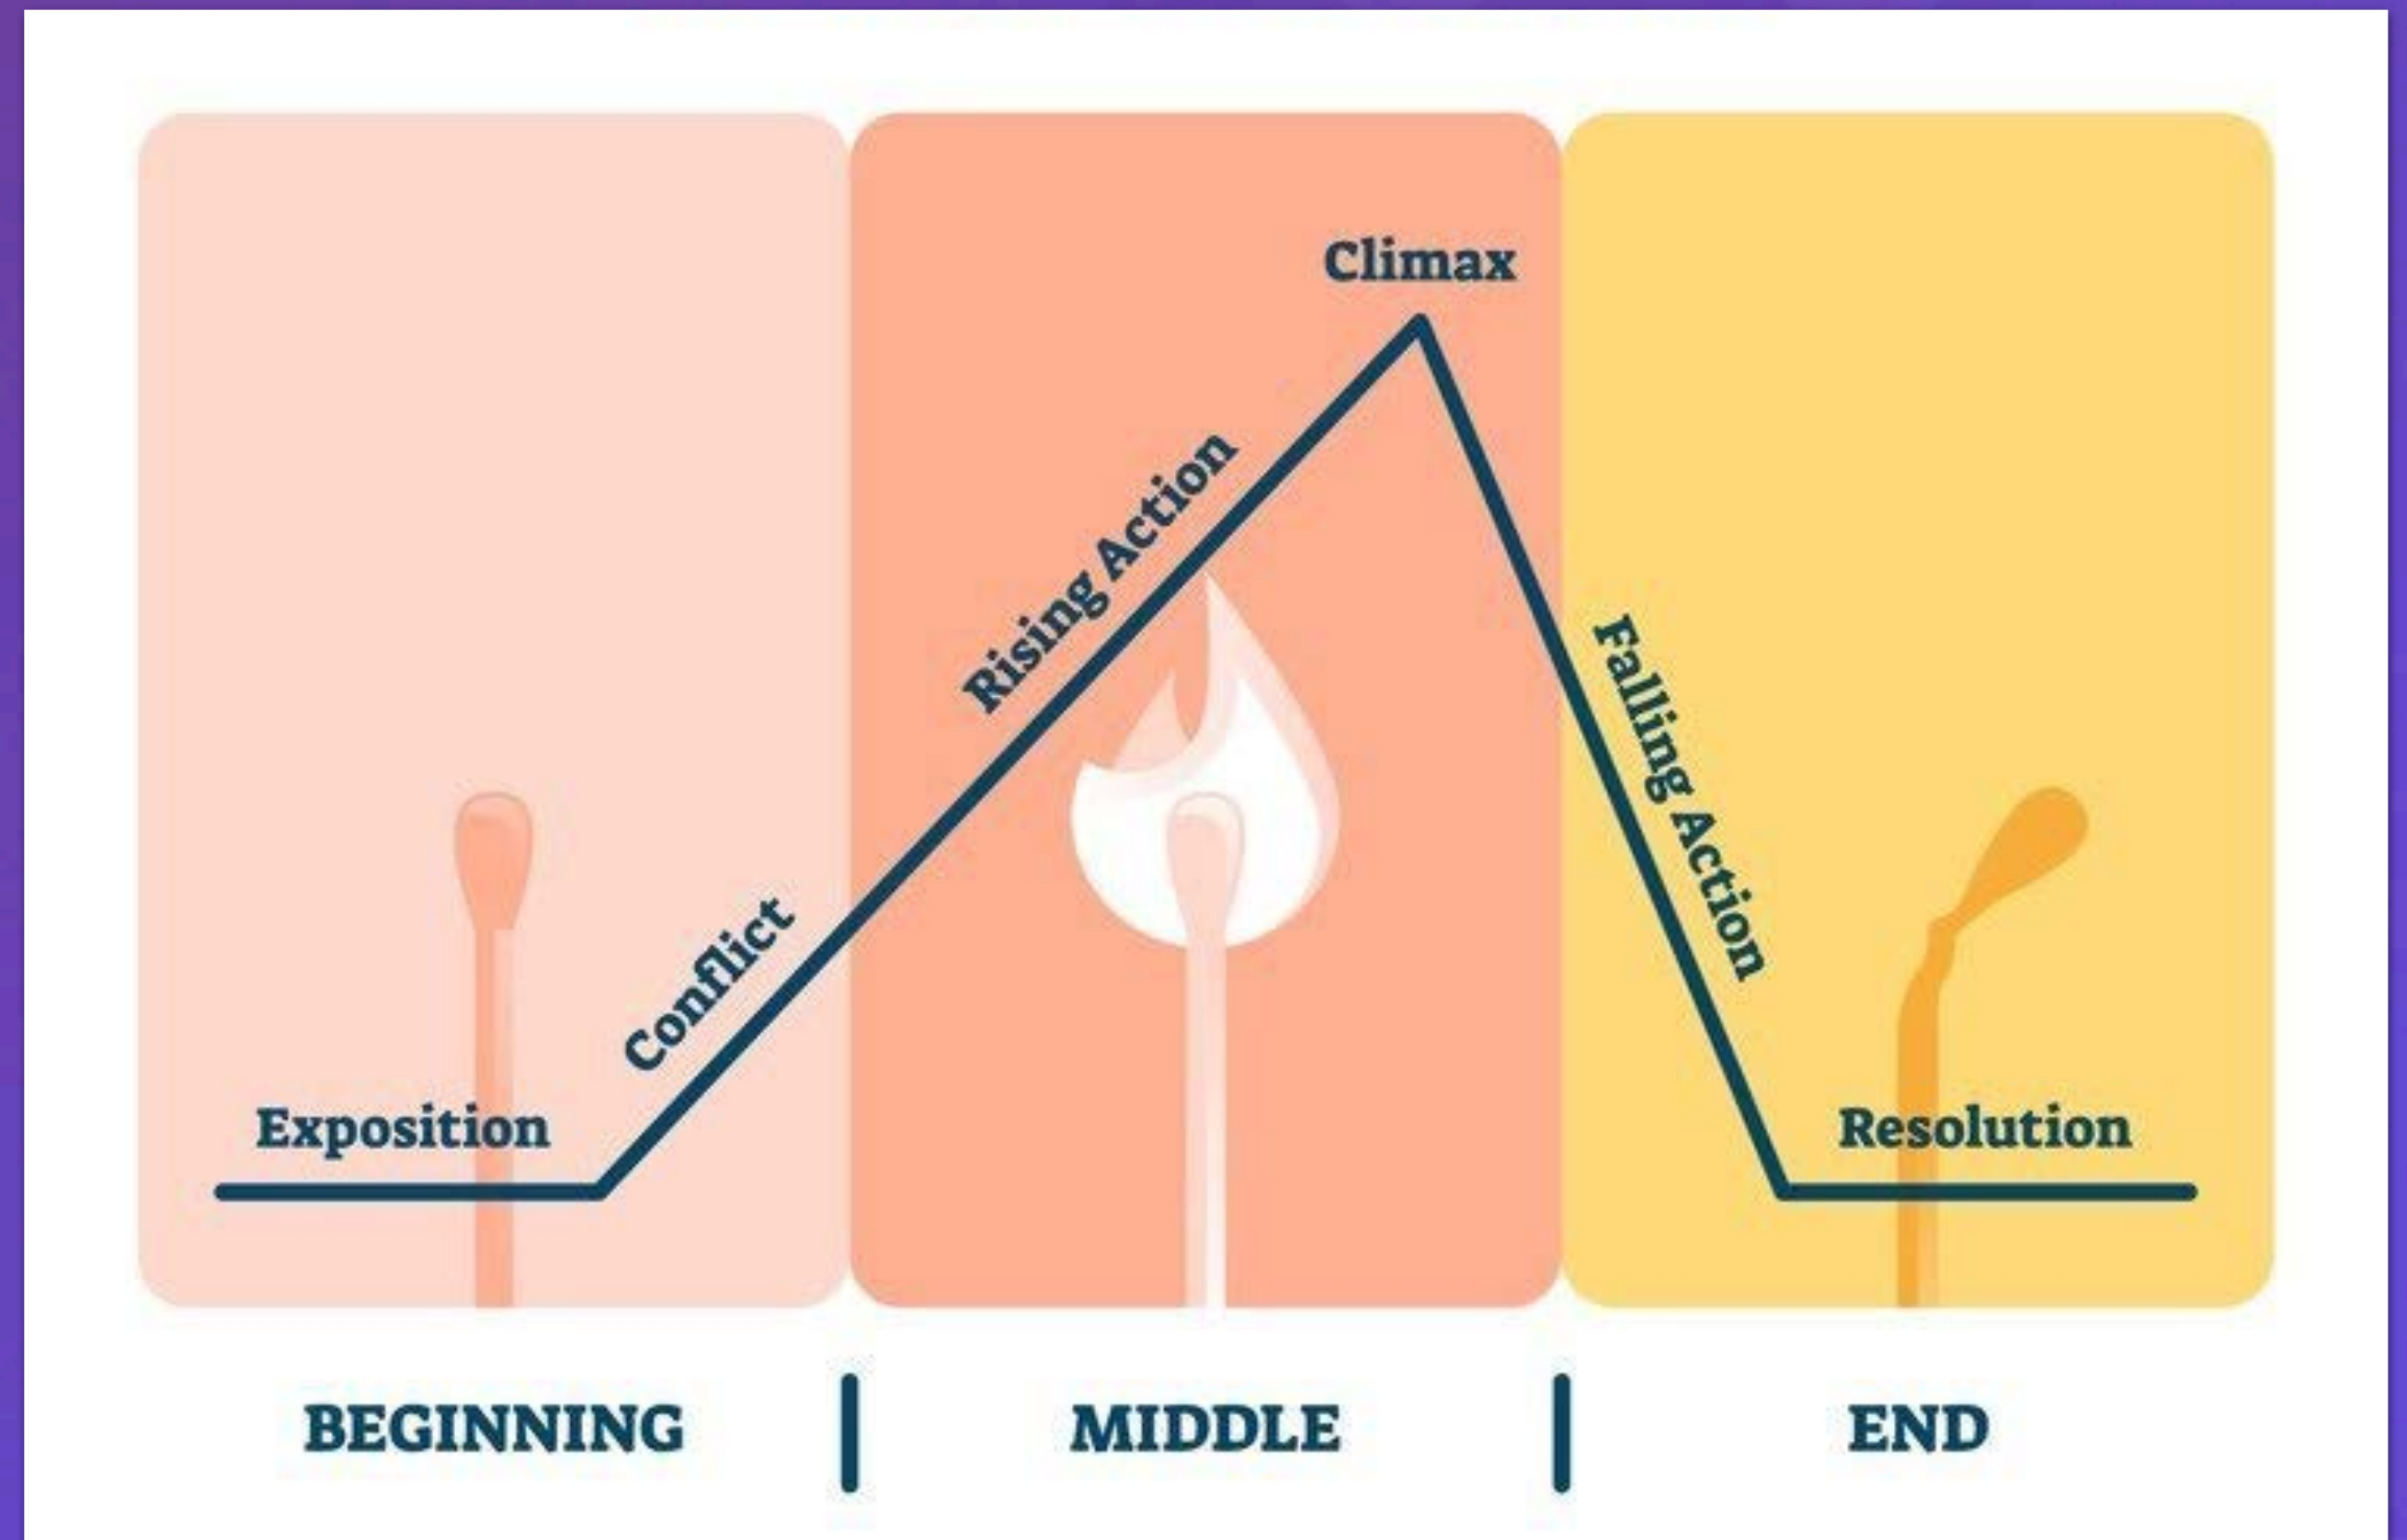 Climax
Rising Action
Falling Action
Conflict
Exposition
Resolution
BEGINNING
MIDDLE
END